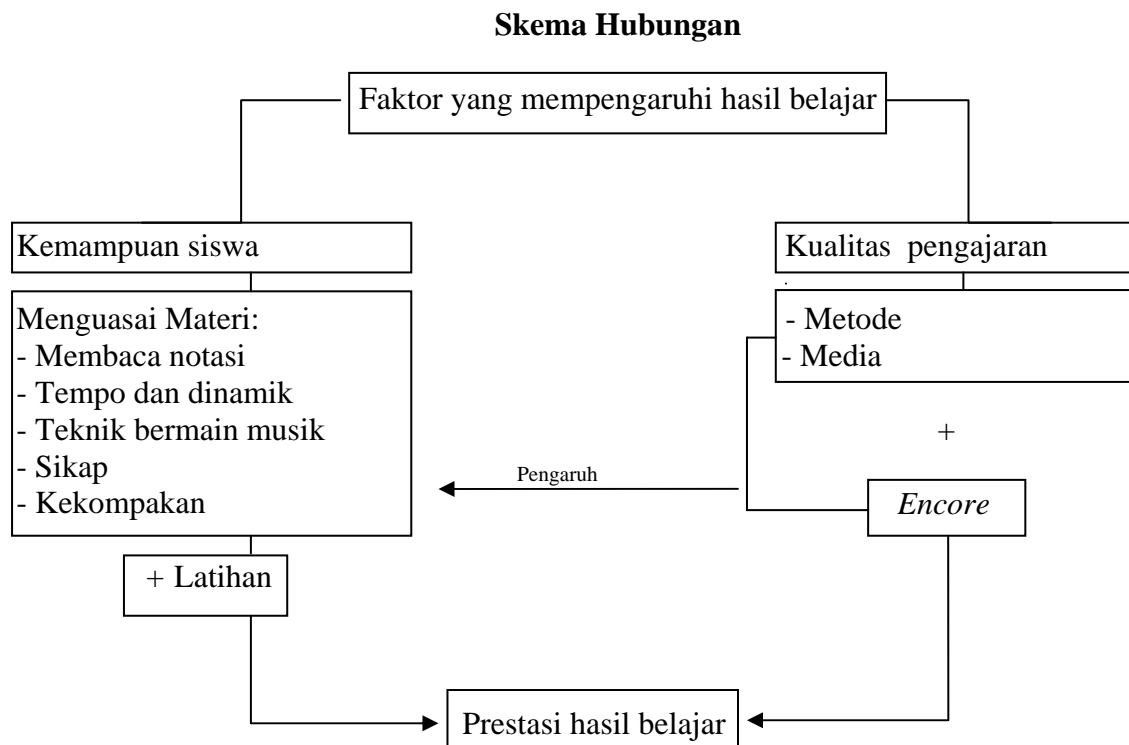 Skema Hubungan
Faktor yang mempengaruhi hasil belajar
Kemampuan siswa
Kualitas pengajaran
Menguasai Materi:
- Membaca notasi
- Tempo dan dinamik
- Teknik bermain musik
- Sikap
- Kekompakan
- Metode
- Media
+
Pengaruh
Encore
+ Latihan
Prestasi hasil belajar